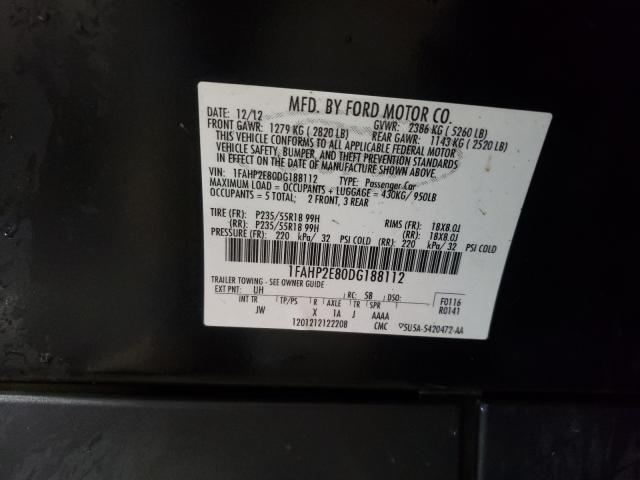 MFD. BY FORD MOTOR CO.
DATE: 12/12 GVWR: 2386 KG ( 5260 LB)
FRONT GAWR: 1279 KG ( 2820 LB) REAR GAWR: 1143 KG ( 2520 LB)
THIS VEHICLE CONFORMS TO ALL APPLICABLE FEDERAL MOTOR
VEHICLE SAFETY, BUMPER, AND THEFT PREVENTION STANDARDS
IN EFFECT ON THE DATE OF MANUFACTURE SHOWN ABOVE.
VIN: 1FAHP2E80DG188112 TYPE: Passenger Car
MAXIMUM LOAD = OCCUPANTS + LUGGAGE = 430KG/ 950LB
OCCUPANTS = 5 TOTAL; 2 FRONT, 3 REAR
TIRE (FR): P235/55R18 99H RIMS (FR): 18X8.0J
(RR): P235/55R18 99H (RR): 18X8.0J
PRESSURE (FR): 220 kPa/ 32 PSI COLD (RR): 220 kPa/ 32 PSI COLD
1FAHP2E80DG188112
TRAILER TOWING - SEE OWNER GUIDE
EXT PNT: UH RC: 58 DSO: F0116
INT TR TP/PS R AXLE TR SPR R0141
JW X 1A J AAAA
1201212122208 CMC 5U5A-5420472-AA